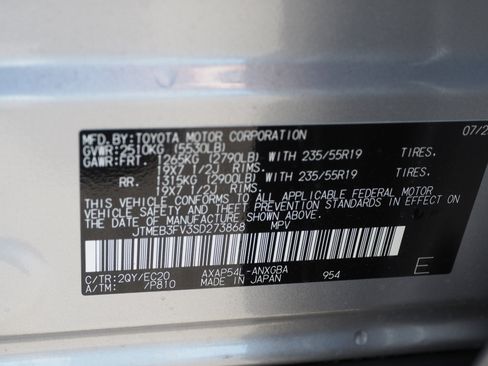 MFD.BY:TOYOTA MOTOR CORPORATION 07/2
GVWR:2510KG (5530LB)
GAWR:FRT. 1265KG (2790LB) WITH 235/55R19 TIRES.
19X7 1/2J RIMS.
RR. 1315KG (2900LB) WITH 235/55R19 TIRES.
19X7 1/2J RIMS.
THIS VEHICLE CONFORMS TO ALL APPLICABLE FEDERAL MOTOR
VEHICLE SAFETY AND THEFT PREVENTION STANDARDS IN EFFECT ON
THE DATE OF MANUFACTURE SHOWN ABOVE.
JTMEB3FV3SD273868 MPV
C/TR:2QY/EC20 AXAP54L-ANXGBA 954 E
A/TM: 7P810 MADE IN JAPAN